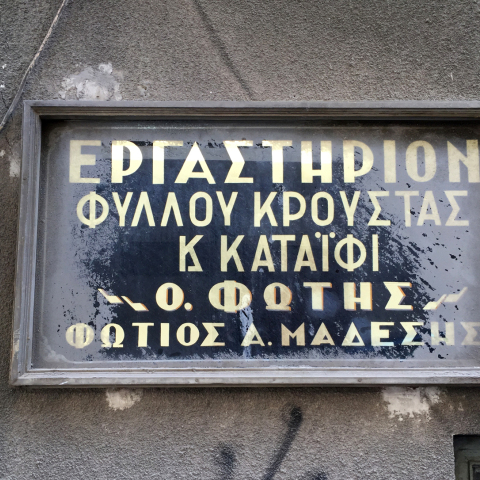 ΕΡΓΑΣΤΗΡΙΟΝ
ΦΥΛΛΟΥ ΚΡΟΥΣΤΑΣ
Κ ΚΑΤΑΪΦΙ
Ο. ΦΩΤΗΣ
ΦΩΤΙΟΣ Δ. ΜΑΔΕΣΗΣ